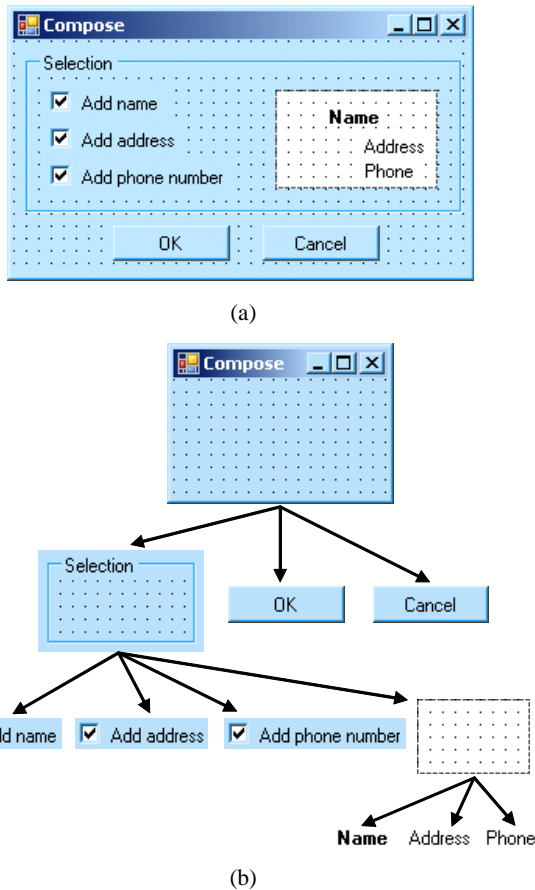 Compose
Selection
Add name
Add address
Add phone number
Name
Address
Phone
OK
Cancel
(a)
Compose
Selection
OK
Cancel
name
Add address
Add phone number
Name
Address
Phone
(b)